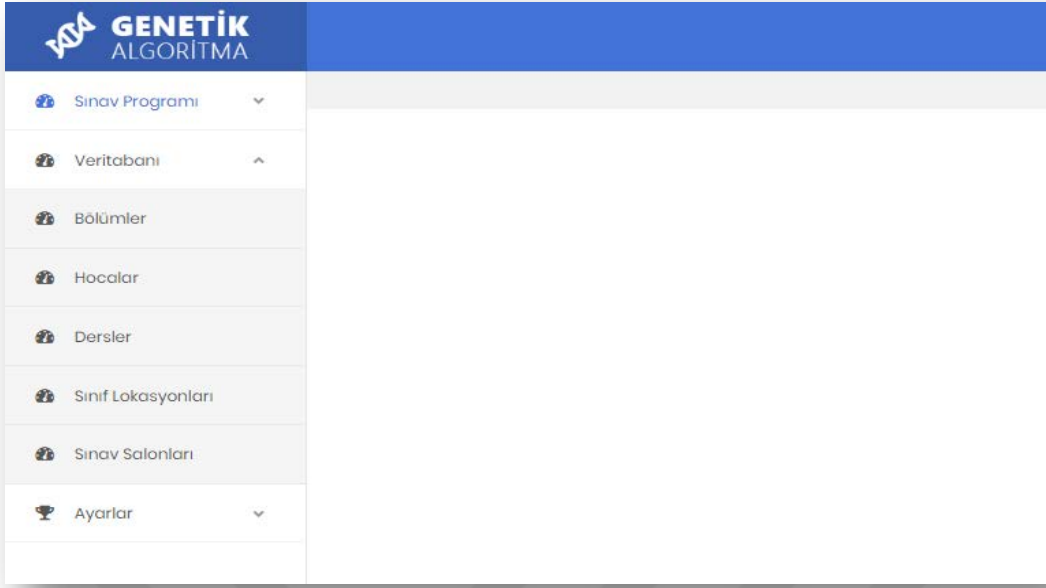 GENETİK
ALGORİTMA
Sınav Programı
Veritabanı
Bölümler
Hocalar
Dersler
Sınıf Lokasyonları
Sınav Salonları
Ayarlar